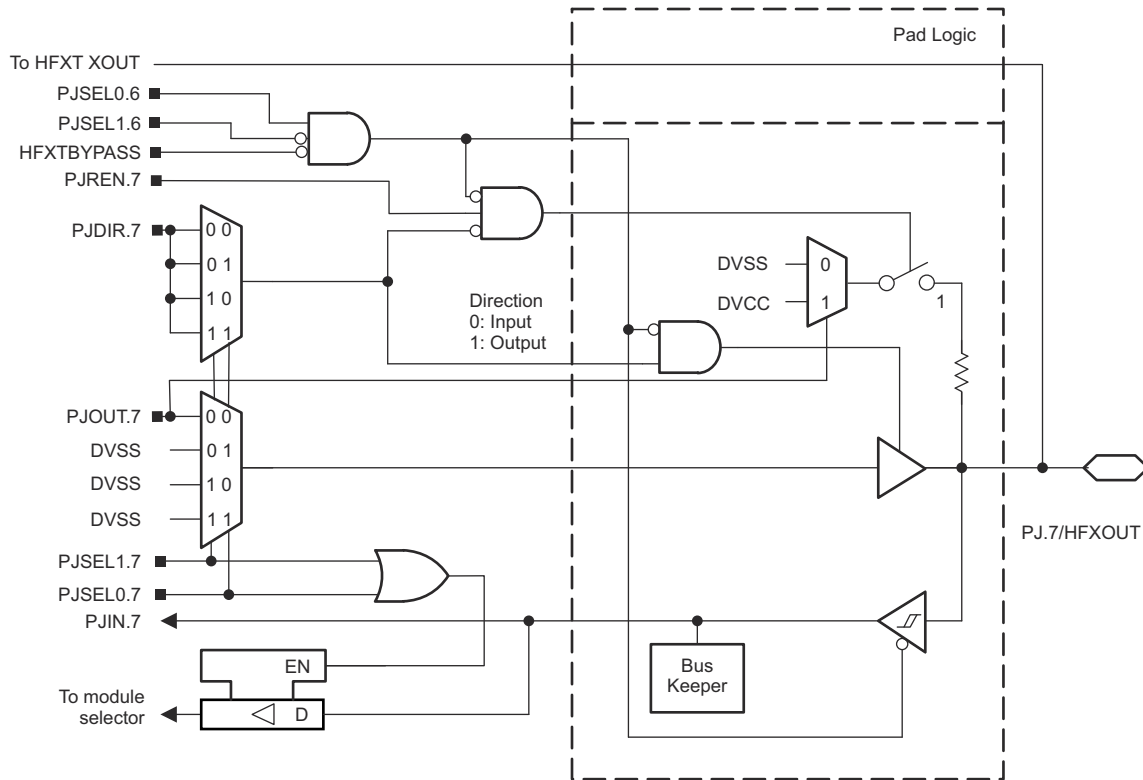 Pad Logic
To HFXT XOUT
PJSEL0.6
PJSEL1.6
HFXTBYPASS
PJREN.7
PJDIR.7
0 0
0 1
1 0
1 1
Direction
0: Input
1: Output
DVSS
0
DVCC
1
1
PJOUT.7
0 0
DVSS
0 1
DVSS
1 0
DVSS
1 1
PJ.7/HFXOUT
PJSEL1.7
PJSEL0.7
PJIN.7
EN
Bus
Keeper
To module
selector
D